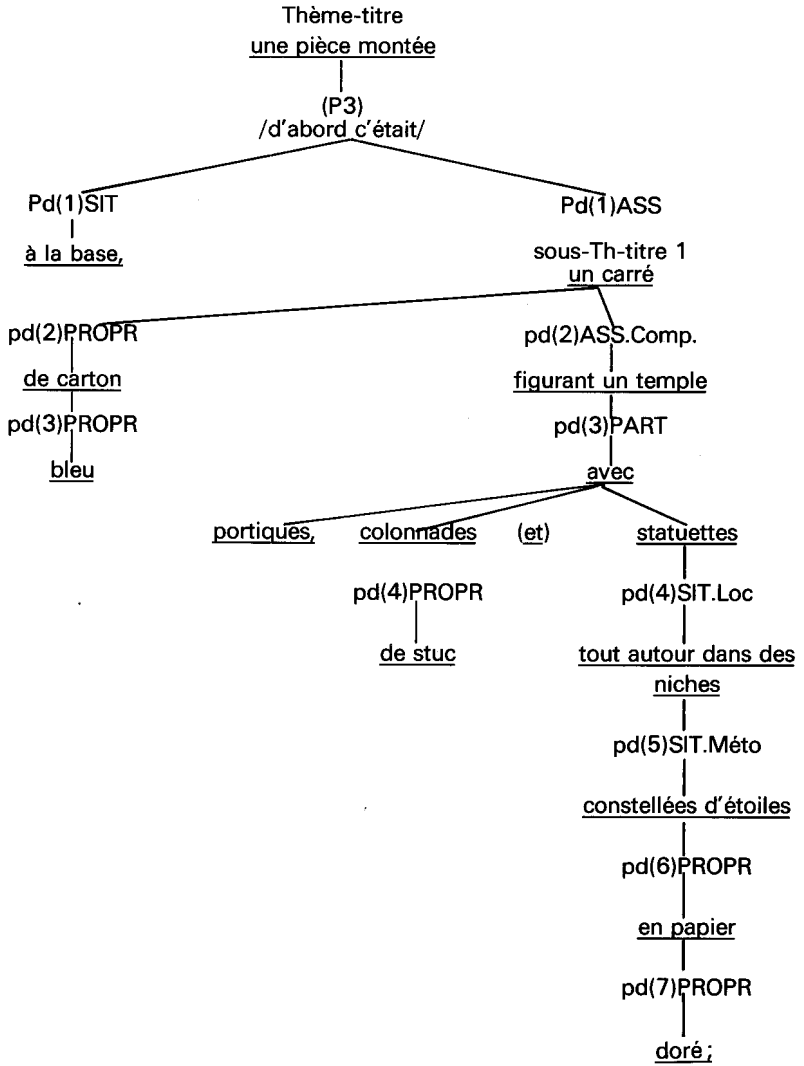 Thème-titre
une pièce montée
(P3)
/d'abord c'était/
Pd(1)SIT
Pd(1)ASS
à la base,
sous-Th-titre 1
un carré
pd(2)PROPR
pd(2)ASS.Comp.
de carton
figurant un temple
pd(3)PROPR
pd(3)PART
bleu
avec
portiques, colonnades (et) statuettes
pd(4)PROPR
pd(4)SIT.Loc
de stuc
tout autour dans des
niches
pd(5)SIT.Méto
constellées d'étoiles
pd(6)PROPR
en papier
pd(7)PROPR
doré ;